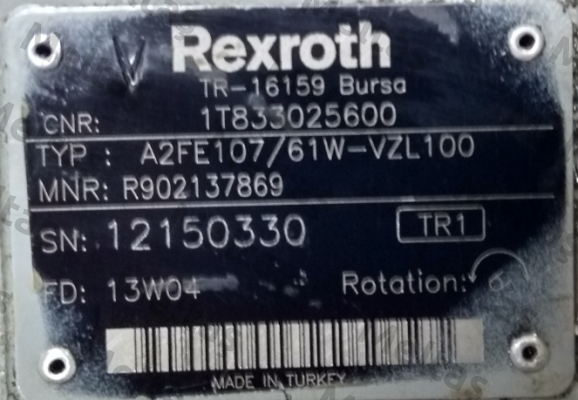 V
Rexroth
TR-16159 Bursa
CNR: 1T833025600
TYP : A2FE107/61W-VZL100
MNR: R902137869
SN: 12150330 TR1
FD: 13W04 Rotation:
MADE IN TURKEY